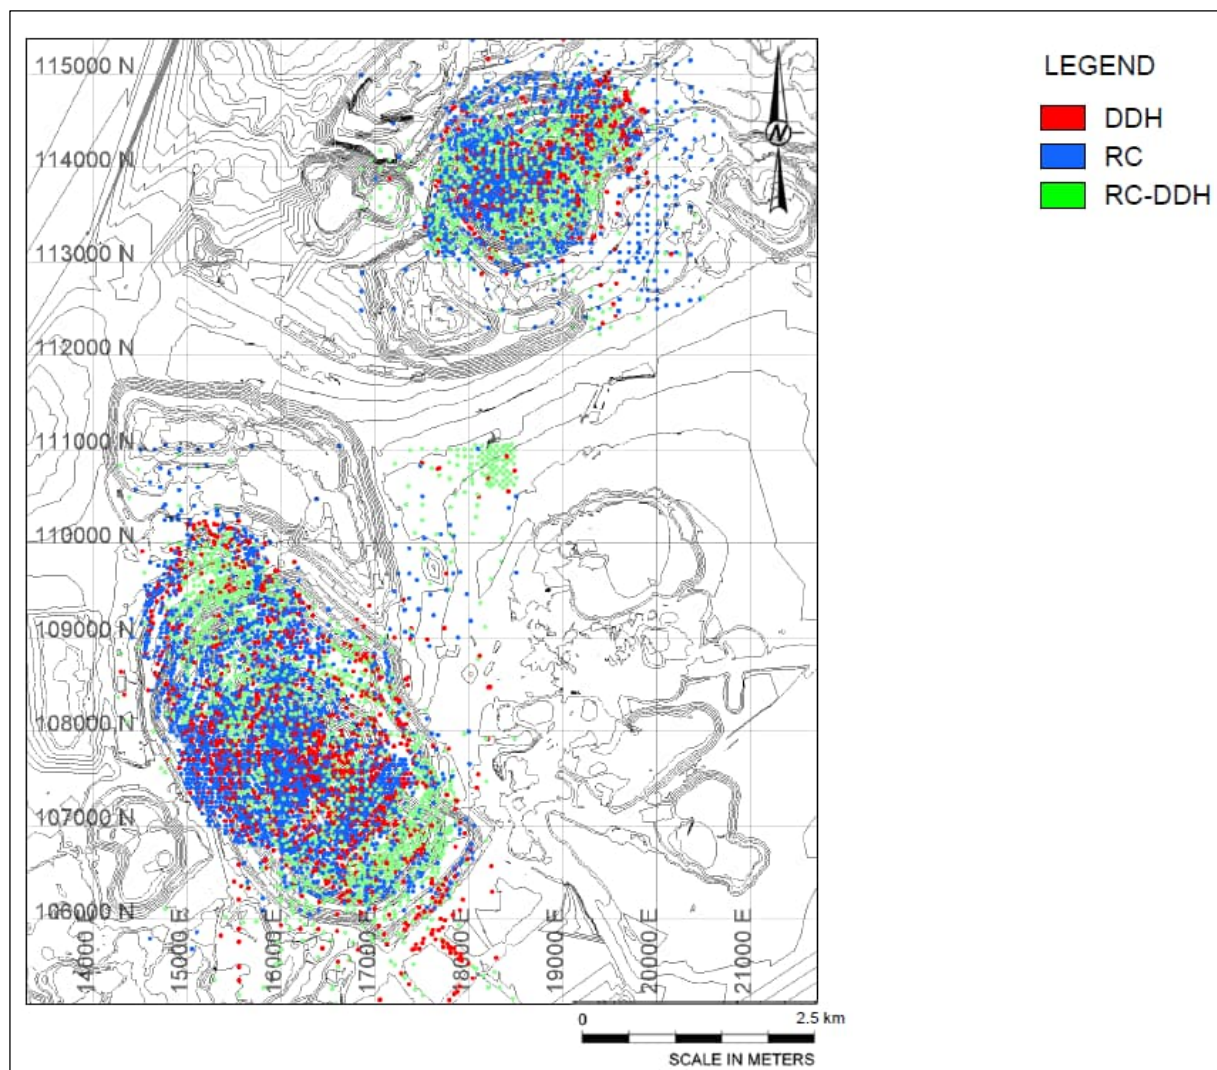 115000 N
114000 N
113000 N
112000 N
111000 N
110000 N
109000 N
108000 N
107000 N
106000 N
14000 E
15000 E
16000 E
17000 E
18000 E
19000 E
20000 E
21000 E
N
LEGEND
DDH
RC
RC-DDH
0 2.5 km
SCALE IN METERS